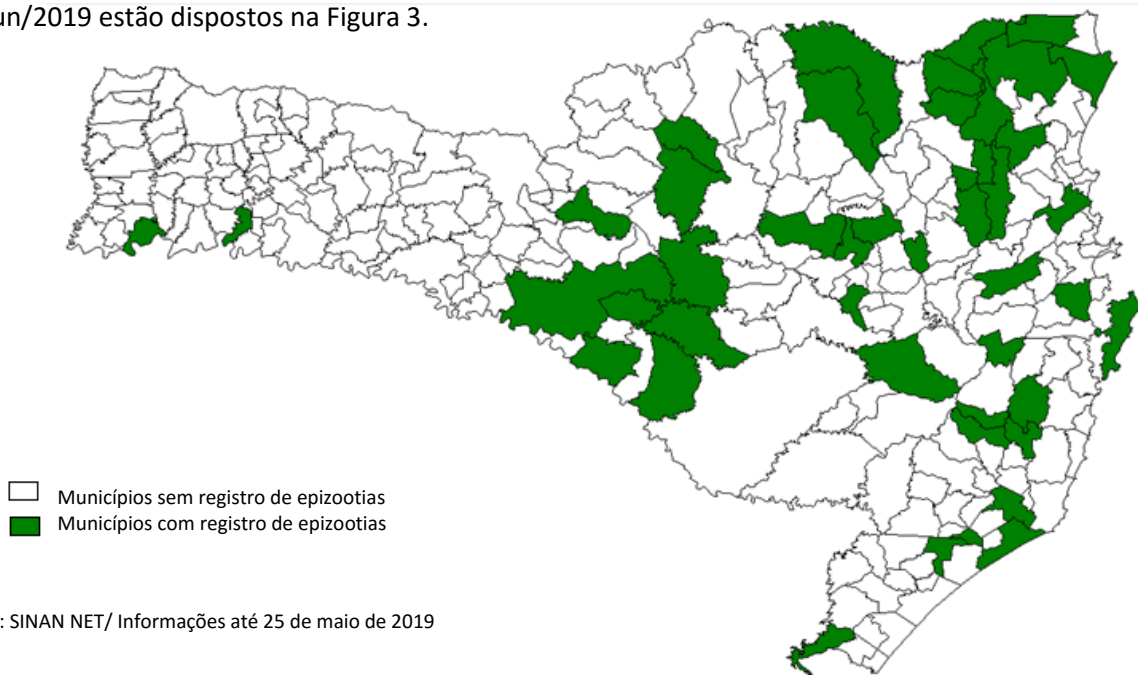 un/2019 estão dispostos na Figura 3.
Municípios sem registro de epizootias
Municípios com registro de epizootias
: SINAN NET/ Informações até 25 de maio de 2019